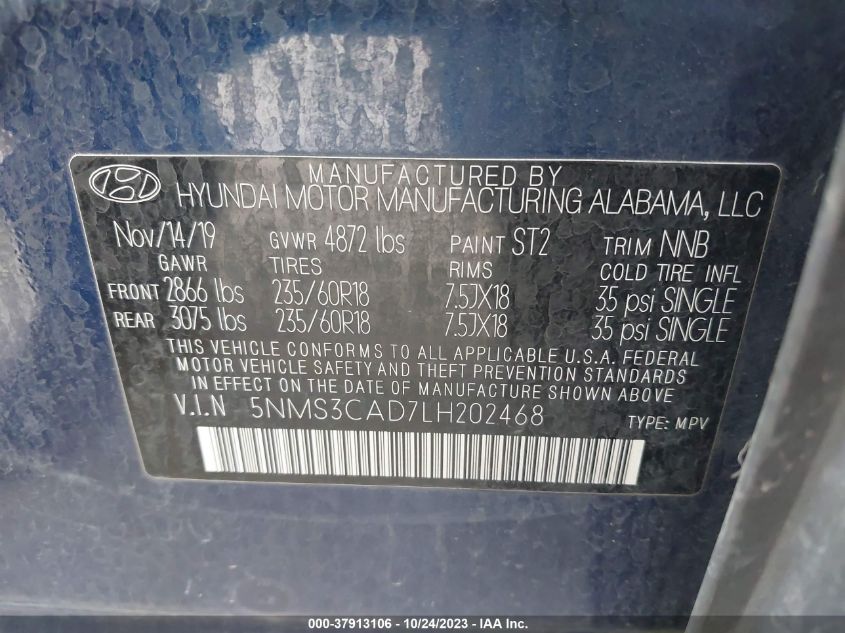 MANUFACTURED BY
HYUNDAI MOTOR MANUFACTURING ALABAMA, LLC
Nov/14/19 GVWR 4872 lbs PAINT ST2 TRIM NNB
GAWR TIRES RIMS COLD TIRE INFL
FRONT 2866 lbs 235/60R18 7.5JX18 35 psi SINGLE
REAR 3075 lbs 235/60R18 7.5JX18 35 psi SINGLE
THIS VEHICLE CONFORMS TO ALL APPLICABLE U.S.A. FEDERAL
MOTOR VEHICLE SAFETY AND THEFT PREVENTION STANDARDS
IN EFFECT ON THE DATE OF MANUFACTURE SHOWN ABOVE
V.I.N 5NMS3CAD7LH202468 TYPE: MPV
000-37913106 - 10/24/2023 - IAA Inc.